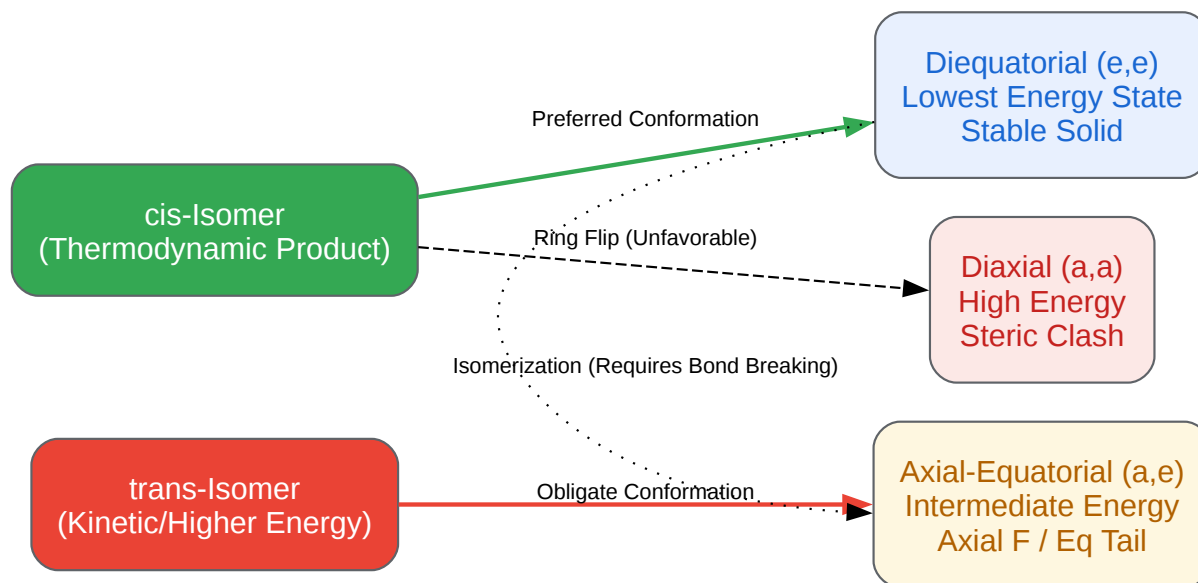 Diequatorial (e,e)
Lowest Energy State
Stable Solid
Preferred Conformation
cis-Isomer
(Thermodynamic Product)
Ring Flip (Unfavorable)
Diaxial (a,a)
High Energy
Steric Clash
Isomerization (Requires Bond Breaking)
trans-Isomer
(Kinetic/Higher Energy)
Obligate Conformation
Axial-Equatorial (a,e)
Intermediate Energy
Axial F / Eq Tail